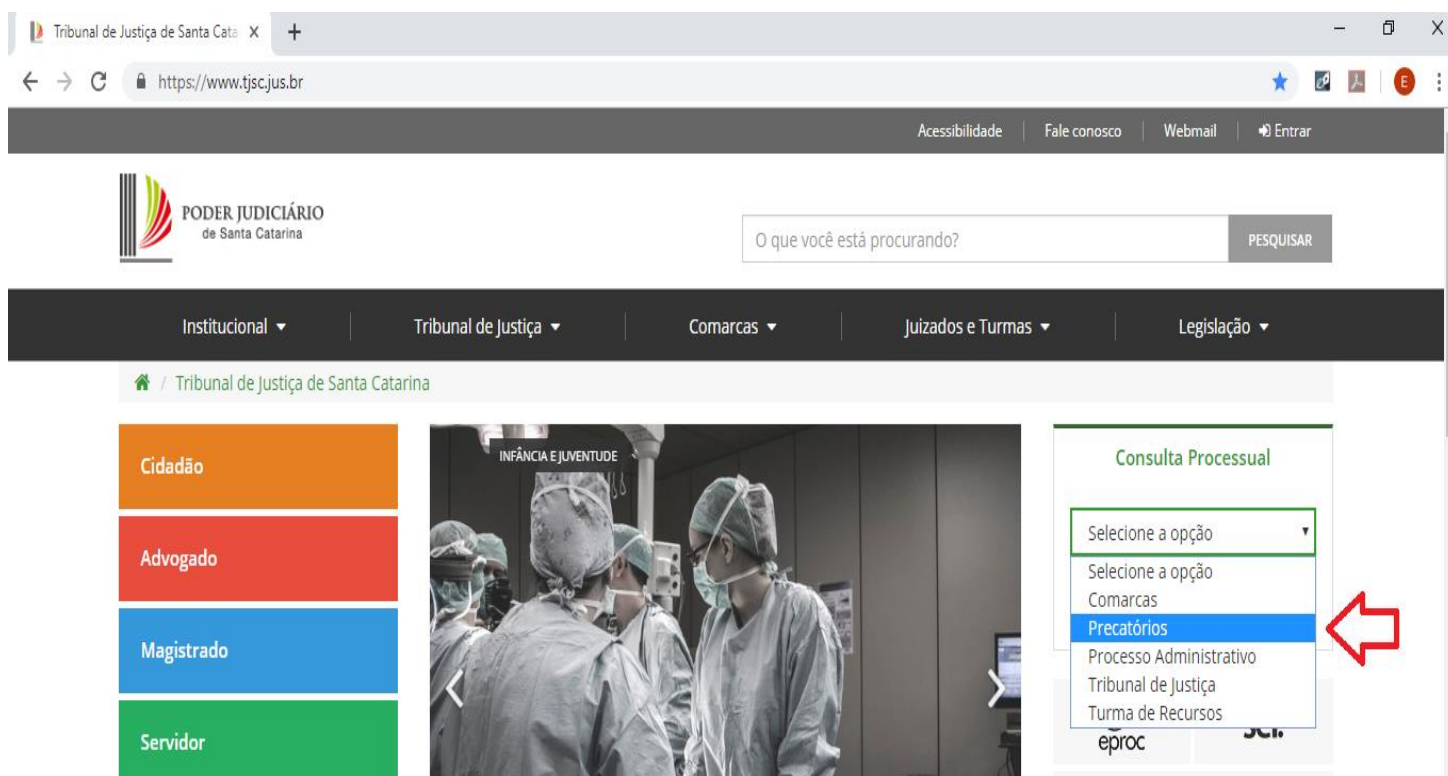 Tribunal de Justiça de Santa Cata
https://www.tjsc.jus.br
E
Acessibilidade
Fale conosco
Webmail
Entrar
PODER JUDICIÁRIO
de Santa Catarina
O que você está procurando?
PESQUISAR
Institucional
Tribunal de Justiça
Comarcas
Juizados e Turmas
Legislação
/ Tribunal de Justiça de Santa Catarina
Cidadão
Advogado
Magistrado
Servidor
INFÂNCIA E JUVENTUDE
Consulta Processual
Selecione a opção
Selecione a opção
Comarcas
Precatórios
Processo Administrativo
Tribunal de Justiça
Turma de Recursos
eproc